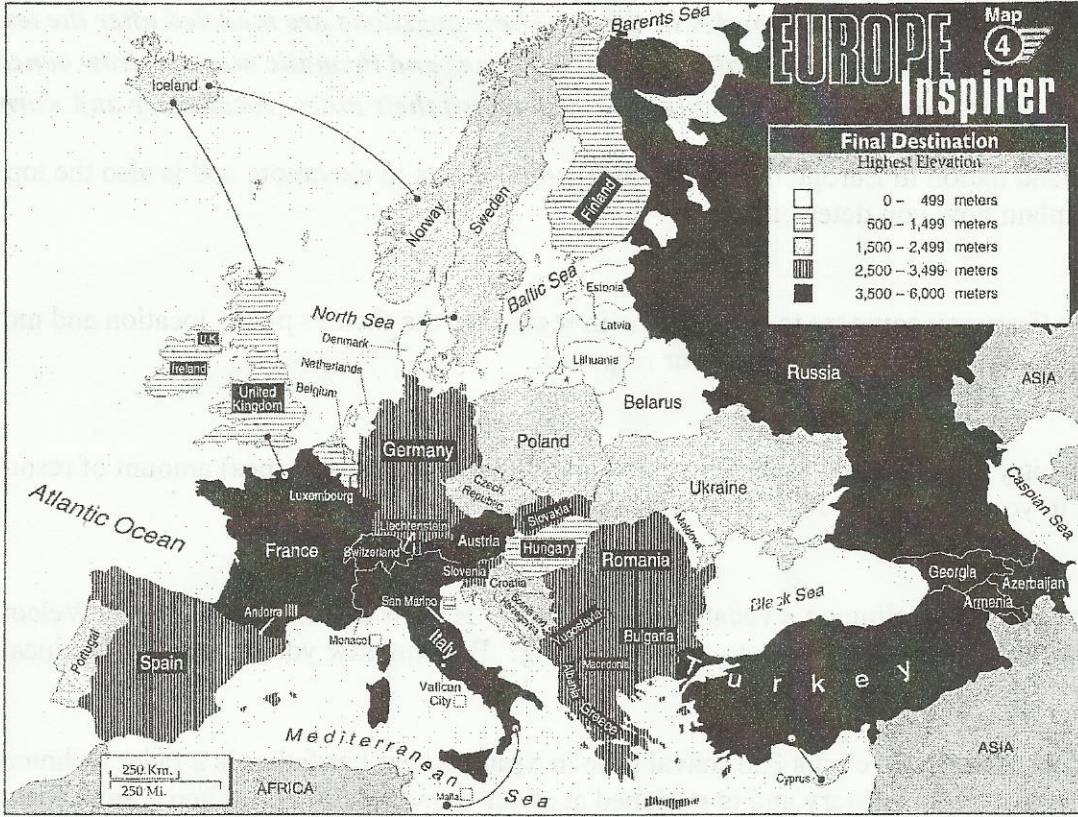 Barents Sea
EUROPE
Map
4
Inspirer
Final Destination
Highest Elevation
0 – 499 meters
500 – 1,499 meters
1,500 – 2,499 meters
2,500 – 3,499 meters
3,500 – 6,000 meters
Iceland
Norway
Sweden
Finland
North Sea
Baltic Sea
Estonia
Latvia
Lithuania
Denmark
Netherlands
Belgium
U.K.
Ireland
United
Kingdom
Russia
ASIA
Belarus
Germany
Poland
Ukraine
Czech
Republic
Luxembourg
Atlantic Ocean
Caspian Sea
Slovakia
Liechtenstein
Austria
Hungary
Moldova
France
Switzerland
Slovenia
Croatia
Romania
Georgia
Azerbaijan
Armenia
San Marino
Bosnia and
Herzegovina
Black Sea
Andorra
Monaco
Italy
Yugoslavia
Bulgaria
Portugal
Spain
Macedonia
Albania
Turkey
Vatican
City
Greece
Mediterranean
Sea
250 Km.
250 Mi.
AFRICA
Malta
Cyprus
ASIA